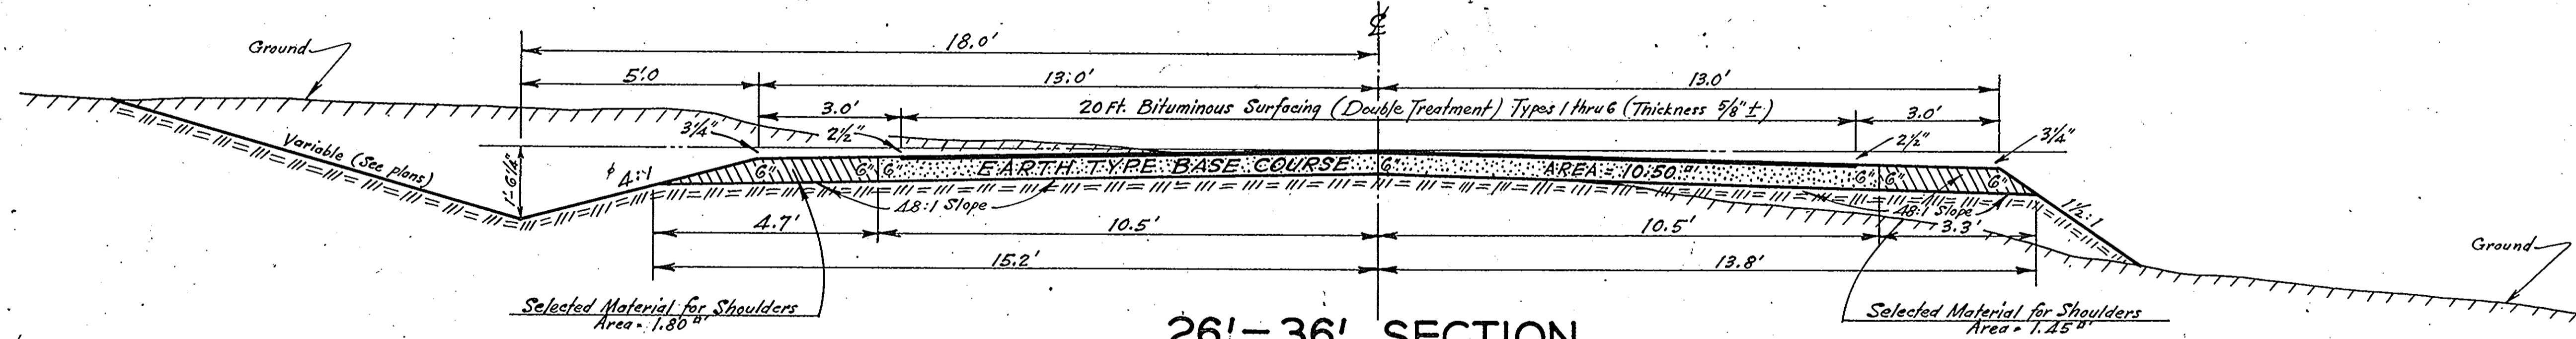 ℄
Ground
18.0'
5'.0
13.0'
13.0'
3.0'
20 Ft. Bituminous Surfacing (Double Treatment) Types 1 thru 6 (Thickness 5/8" ±)
3.0'
3 1/4"
2 1/2"
2 1/2"
3 1/4"
Variable (See plans)
1'-6 1/4"
4:1
6"
6"
6"
EARTH TYPE BASE COURSE
6"
AREA = 10.50 □'
6"
6"
6"
48:1 Slope
48:1 Slope
1 1/2:1
4.7'
10.5'
10.5'
3.3'
15.2'
13.8'
Ground
Selected Material for Shoulders
Area = 1.80 □'
Selected Material for Shoulders
Area = 1.45 □'
26'-36' SECTION